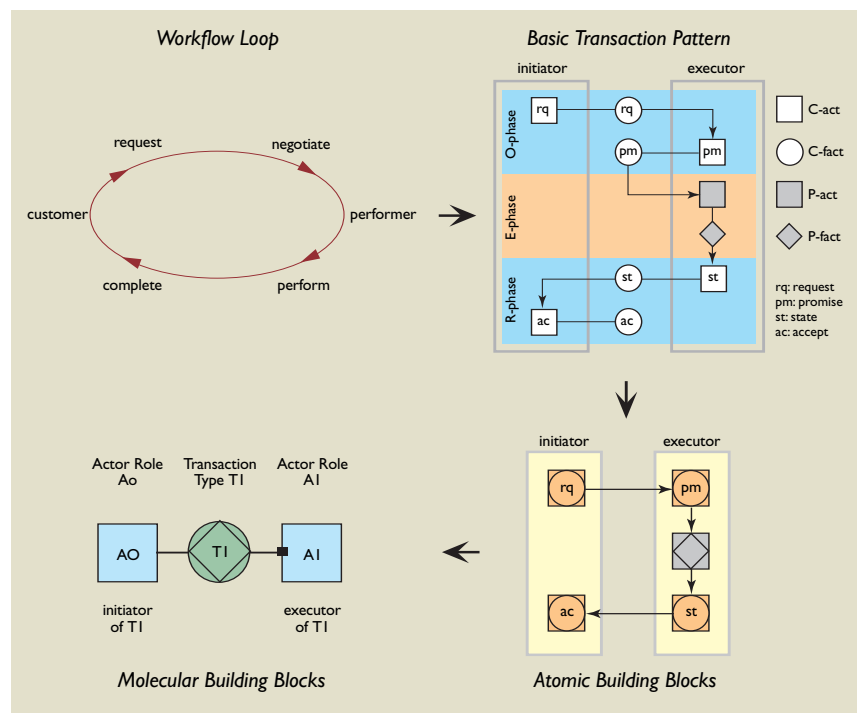 Workflow Loop
request
negotiate
customer
performer
complete
perform
Basic Transaction Pattern
initiator
executor
O-phase
rq
rq
pm
pm
E-phase
R-phase
st
st
ac
ac
C-act
C-fact
P-act
P-fact
rq: request
pm: promise
st: state
ac: accept
Actor Role
Ao
Transaction
Type T1
Actor Role
A1
AO
T1
A1
initiator
of T1
executor
of T1
Molecular Building Blocks
initiator
executor
rq
pm
ac
st
Atomic Building Blocks